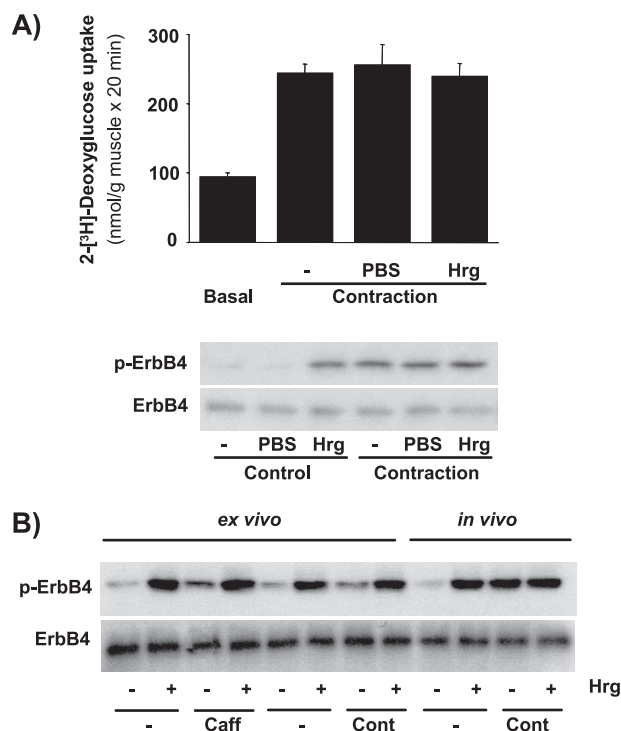 A)
2-[³H]-Deoxyglucose uptake
(nmol/g muscle x 20 min)
300
200
100
0
- PBS Hrg
Basal Contraction
p-ErbB4
ErbB4
- PBS Hrg - PBS Hrg
Control Contraction
B)
ex vivo in vivo
p-ErbB4
ErbB4
- + - + - + - + - + - + Hrg
- Caff - Cont - Cont